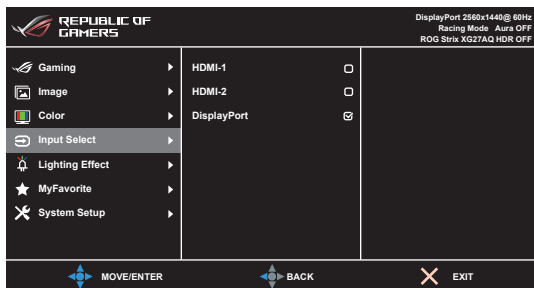 REPUBLIC OF
GAMERS
DisplayPort 2560x1440@ 60Hz
Racing Mode Aura OFF
ROG Strix XG27AQ HDR OFF
Gaming
Image
Color
Input Select
Lighting Effect
MyFavorite
System Setup
HDMI-1
HDMI-2
DisplayPort
MOVE/ENTER
BACK
EXIT